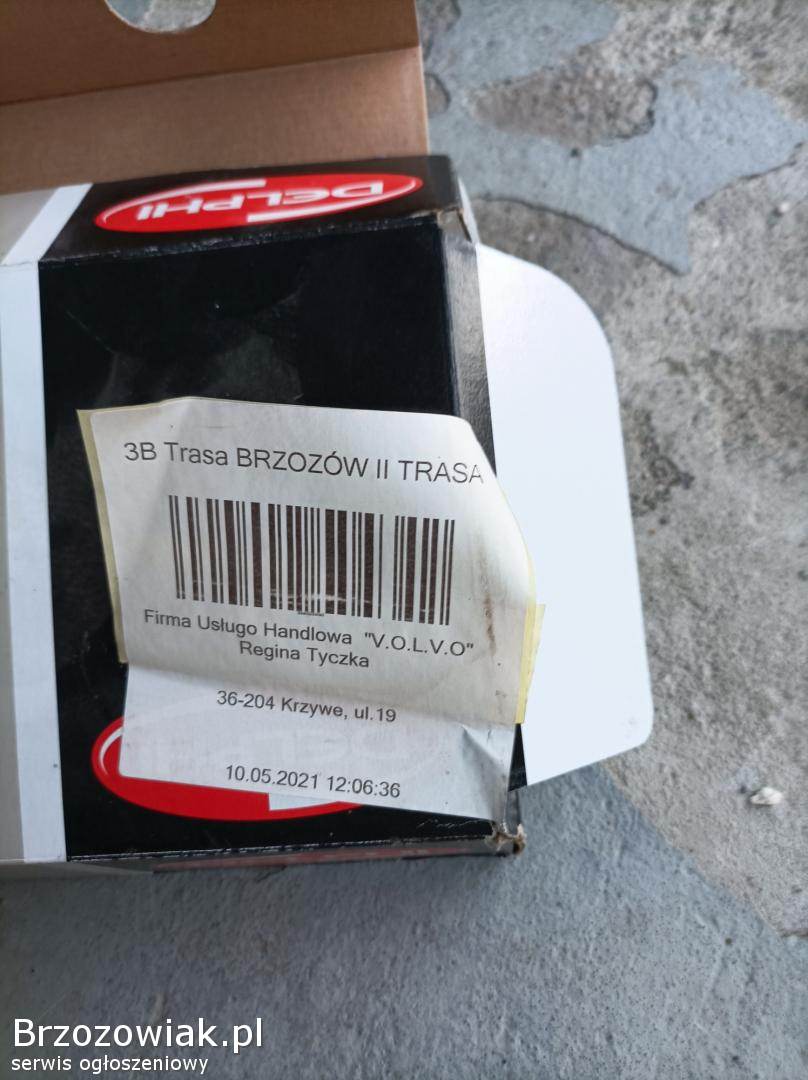 DELPHI
3B Trasa BRZOZÓW II TRASA
Firma Usługo Handlowa "V.O.L.V.O"
Regina Tyczka
36-204 Krzywe, ul.19
10.05.2021 12:06:36
Brzozowiak.pl
serwis ogłoszeniowy